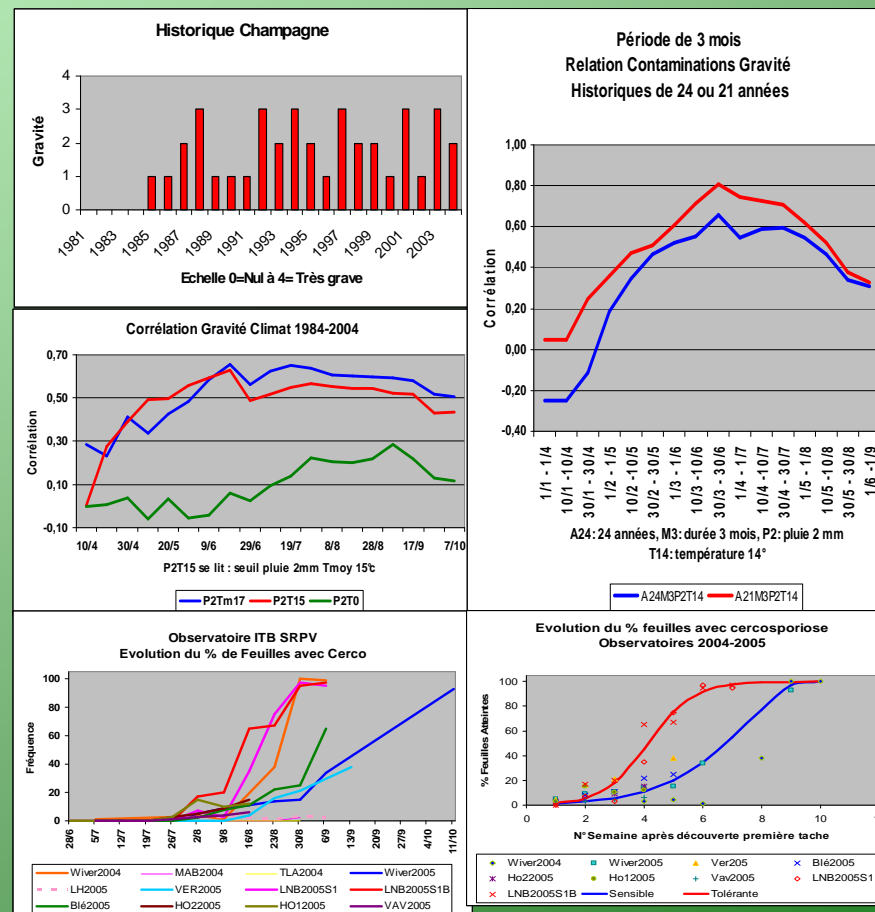 Historique Champagne
4
3
2
1
0
Gravité
1981
1983
1985
1987
1989
1991
1993
1995
1997
1999
2001
2003
Echelle 0=Nul à 4= Très grave
Corrélation Gravité Climat 1984-2004
0,70
0,50
0,30
0,10
-0,10
Corrélation
10/4
30/4
20/5
9/6
29/6
19/7
8/8
28/8
17/9
7/10
P2T15 se lit : seuil pluie 2mm Tmoy 15°c
P2Tm17
P2T15
P2T0
Observatoire ITB SRPV
Evolution du % de Feuilles avec Cerco
100
80
60
40
20
0
Fréquence
28/6
5/7
12/7
19/7
26/7
2/8
9/8
16/8
23/8
30/8
6/9
13/9
20/9
27/9
4/10
11/10
Wiver2004
MAB2004
TLA2004
Wiver2005
LH2005
VER2005
LNB2005S1
LNB2005S1B
Blé2005
HO22005
HO12005
VAV2005
Période de 3 mois
Relation Contaminations Gravité
Historiques de 24 ou 21 années
1,00
0,80
0,60
0,40
0,20
0,00
-0,20
-0,40
Corrélation
1/1 - 1/4
10/1 - 10/4
30/1 - 30/4
1/2 - 1/5
10/2 - 10/5
30/2 - 30/5
1/3 - 1/6
10/3 - 10/6
30/3 - 30/6
1/4 - 1/7
10/4 - 10/7
30/4 - 30/7
1/5 - 1/8
10/5 - 10/8
30/5 - 30/8
1/6 - 1/9
A24: 24 années, M3: durée 3 mois, P2: pluie 2 mm
T14: température 14°
A24M3P2T14
A21M3P2T14
Evolution du % feuilles avec cercosporiose
Observatoires 2004-2005
100
80
60
40
20
0
% Feuilles Atteintes
0
2
4
6
8
10
N° Semaine après découverte première tache
Wiver2004
Wiver2005
Ver205
Blé2005
Ho22005
Ho12005
Vav2005
LNB2005S1
LNB2005S1B
Sensible
Tolérante